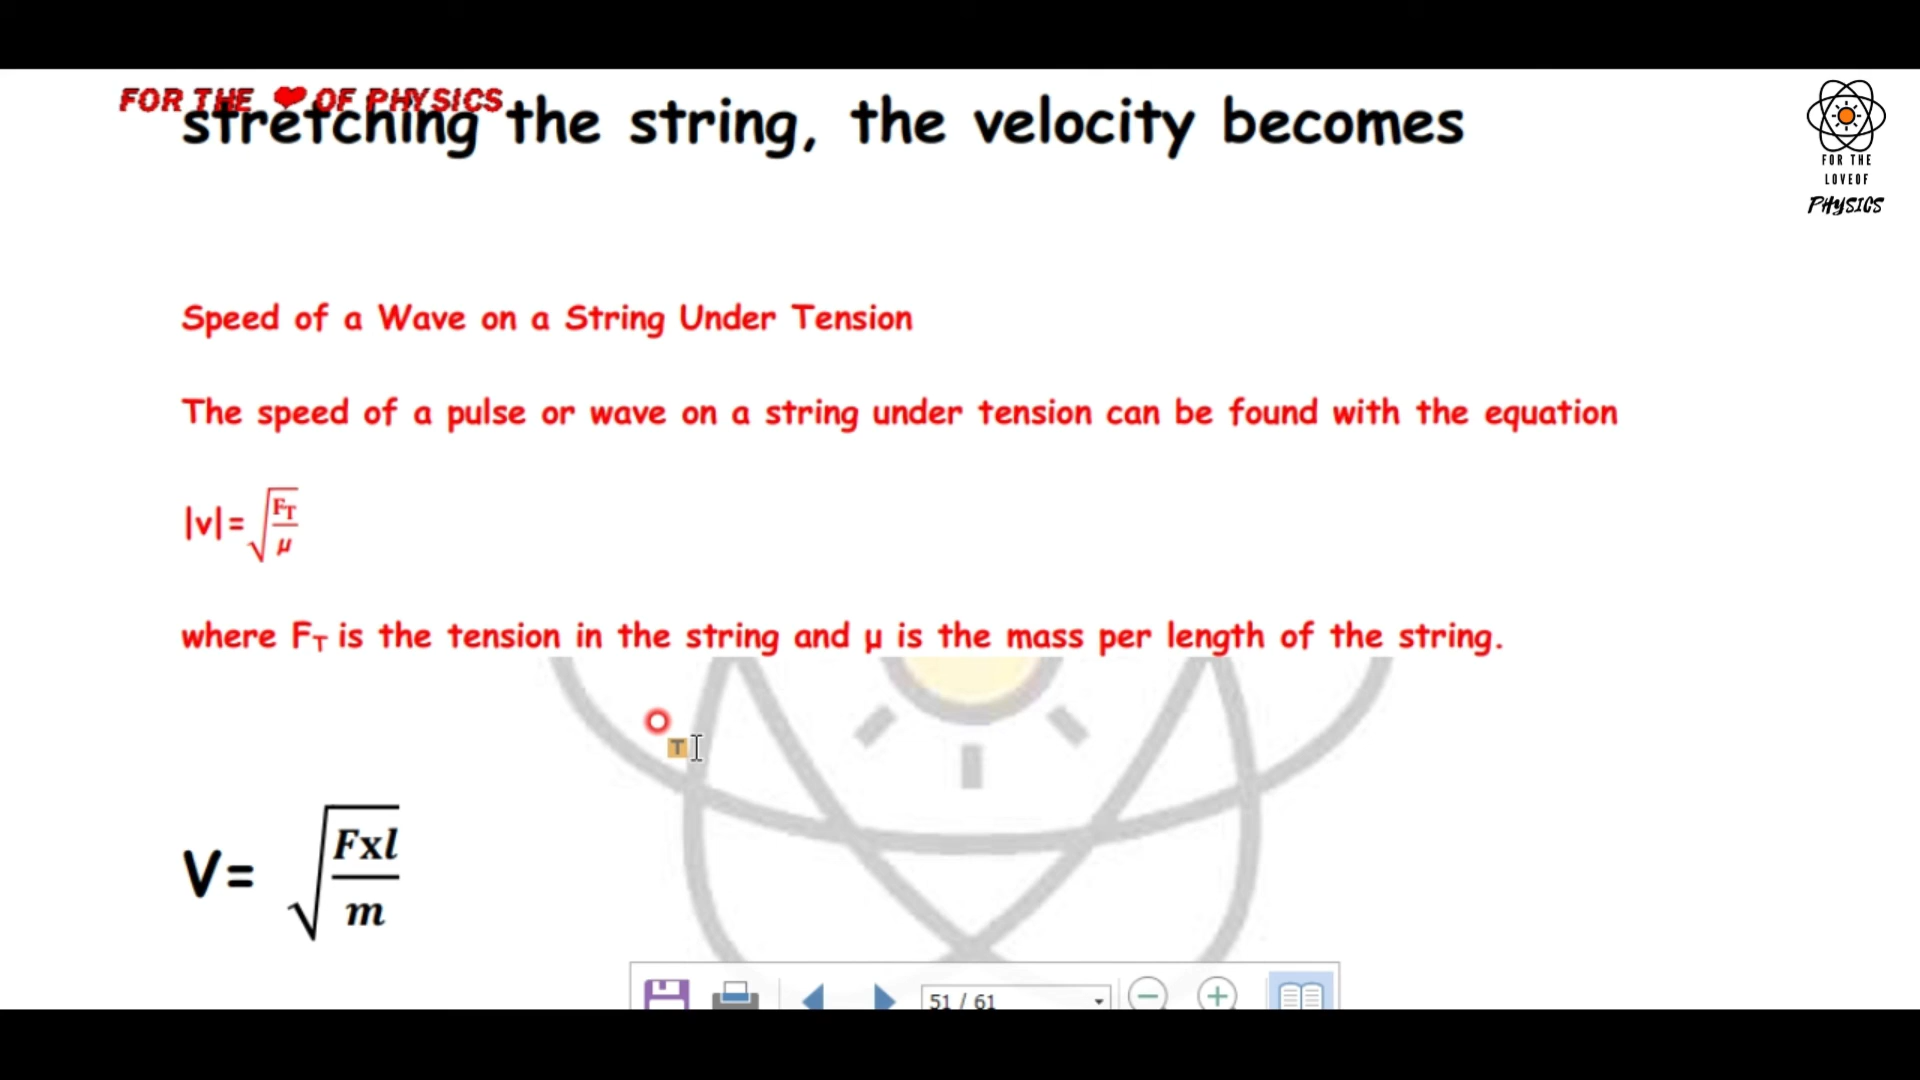 FOR THE ❤ OF PHYSICS
stretching the string, the velocity becomes
FOR THE
LOVEOF
PHYSICS
Speed of a Wave on a String Under Tension
The speed of a pulse or wave on a string under tension can be found with the equation
|v|=√(F_T/μ)
where F_T is the tension in the string and μ is the mass per length of the string.
T
V= √(Fxl/m)
51 / 61